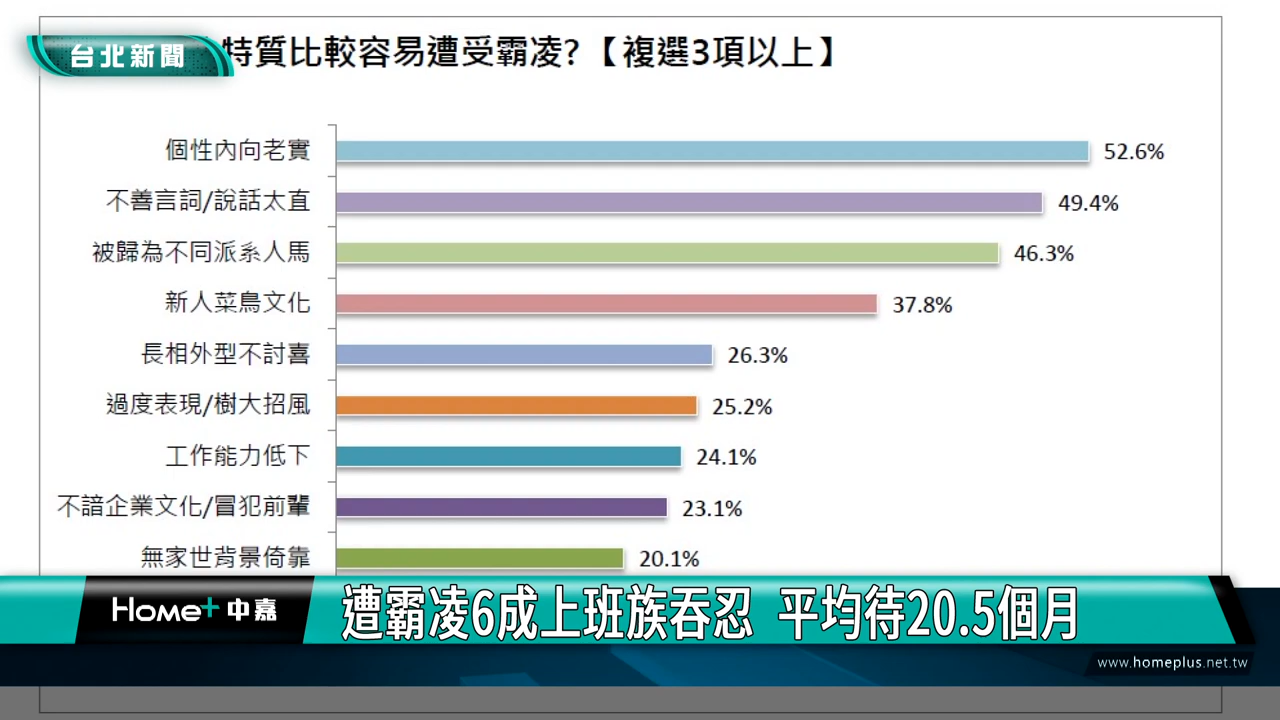 台北新聞
特質比較容易遭受霸凌?【複選3項以上】
個性內向老實 52.6%
不善言詞/說話太直 49.4%
被歸為不同派系人馬 46.3%
新人菜鳥文化 37.8%
長相外型不討喜 26.3%
過度表現/樹大招風 25.2%
工作能力低下 24.1%
不諳企業文化/冒犯前輩 23.1%
無家世背景倚靠 20.1%
Home+中嘉
遭霸凌6成上班族吞忍 平均待20.5個月
www.homeplus.net.tw